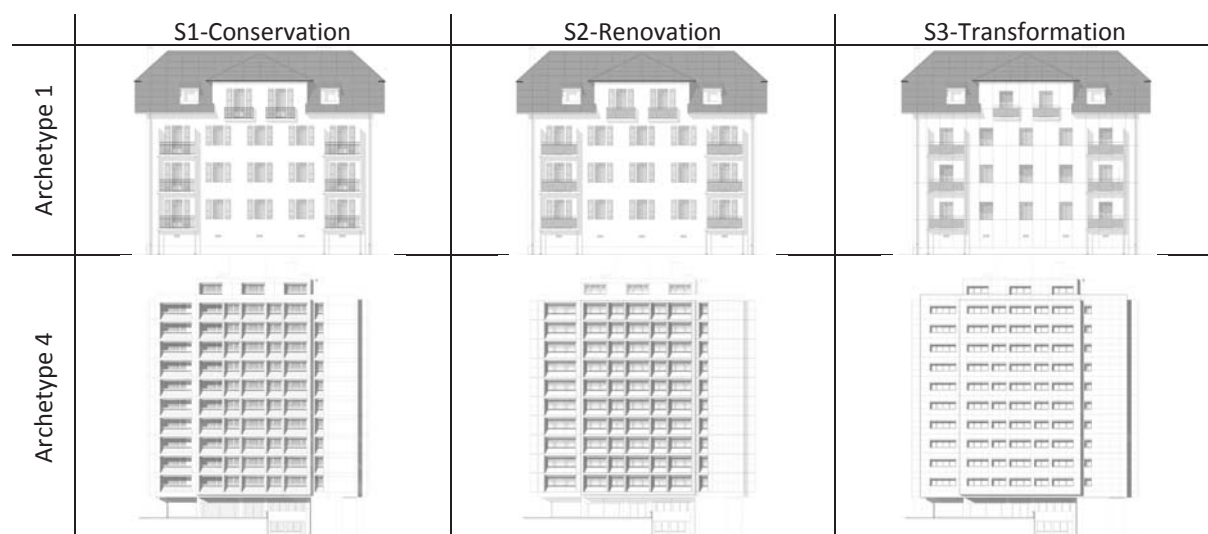 S1-Conservation S2-Renovation S3-Transformation
Archetype 1
Archetype 4